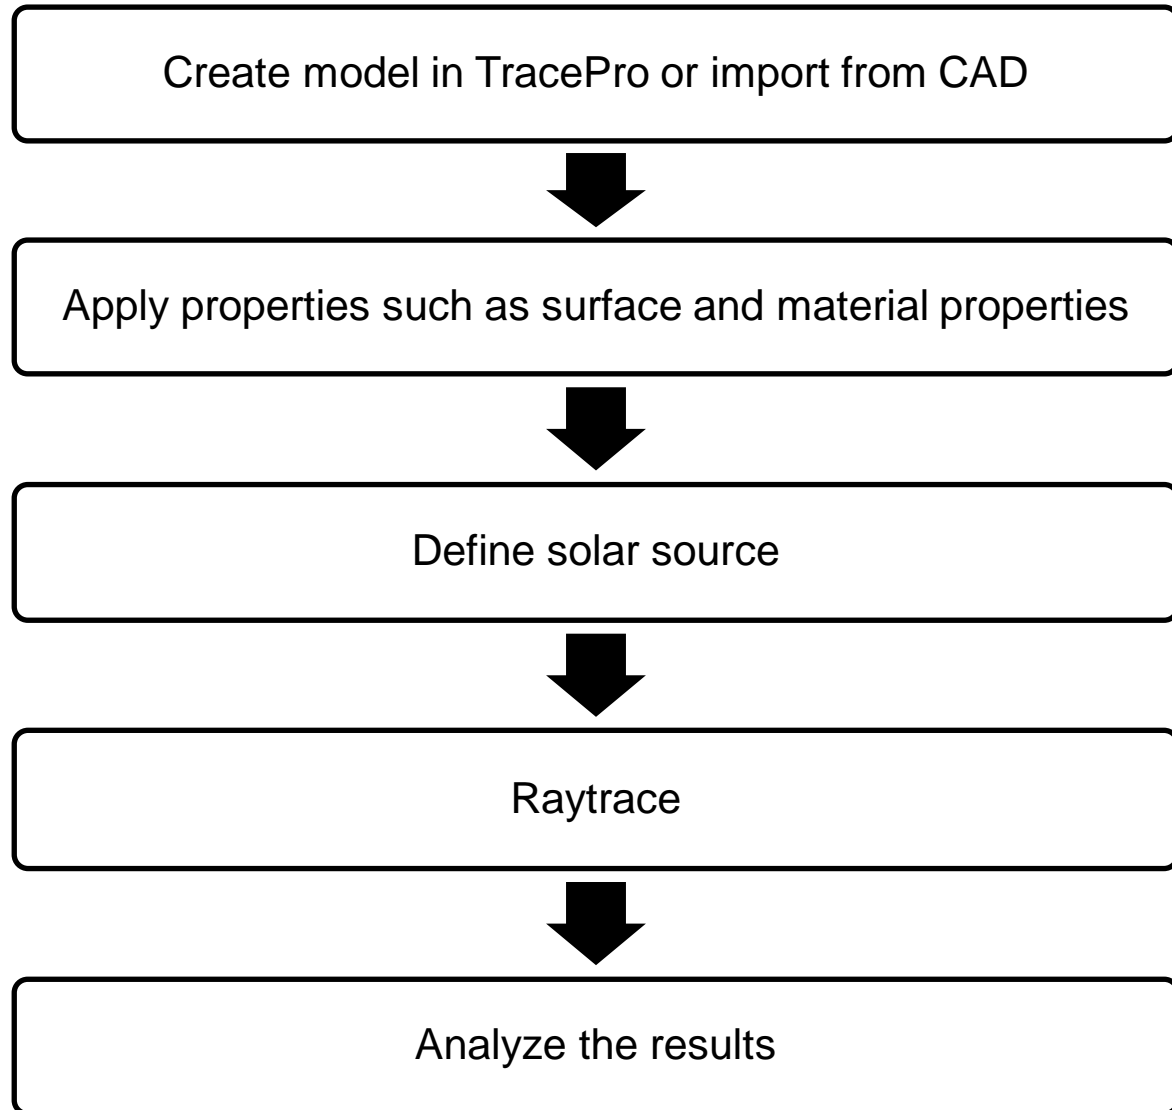 Create model in TracePro or import from CAD
Apply properties such as surface and material properties
Define solar source
Raytrace
Analyze the results